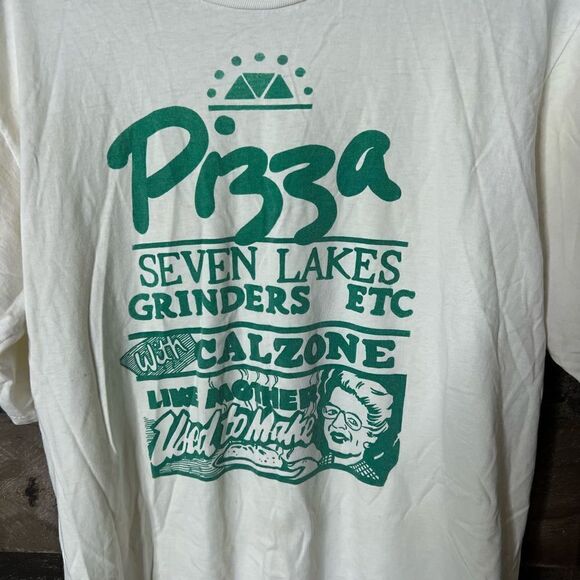 Pizza
SEVEN LAKES
GRINDERS ETC
With CALZONE
LIKE MOTHER
Used to Make